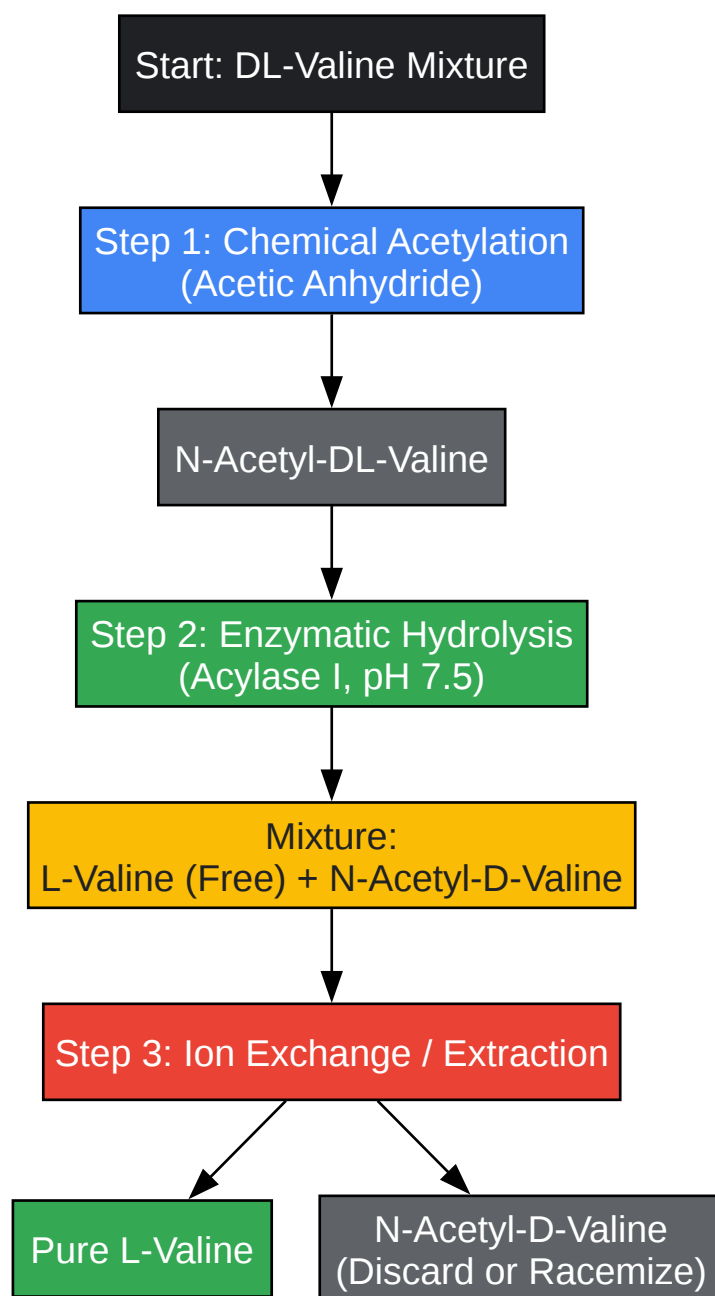 Start: DL-Valine Mixture
Step 1: Chemical Acetylation
(Acetic Anhydride)
N-Acetyl-DL-Valine
Step 2: Enzymatic Hydrolysis
(Acylase I, pH 7.5)
Mixture:
L-Valine (Free) + N-Acetyl-D-Valine
Step 3: Ion Exchange / Extraction
Pure L-Valine
N-Acetyl-D-Valine
(Discard or Racemize)